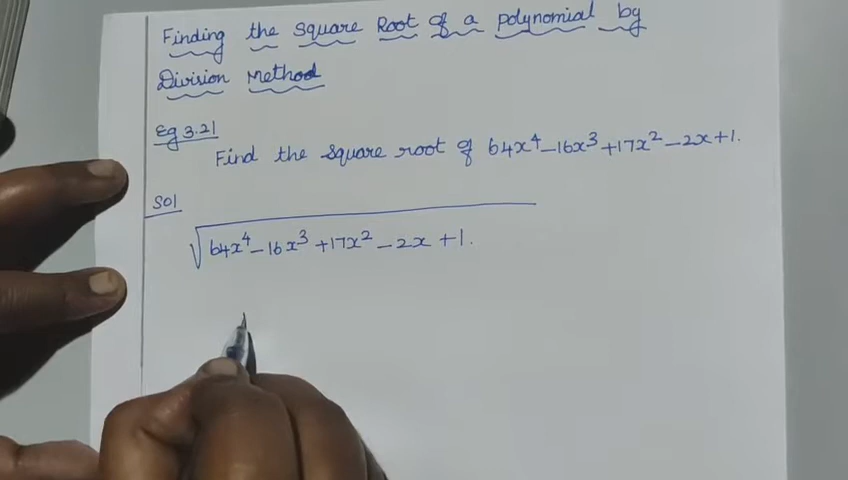 Finding the Square Root of a polynomial by
Division Method
Eg 3.21
Find the Square root of 64x⁴-16x³+17x²-2x+1.
Sol
√64x⁴-16x³+17x²-2x+1.